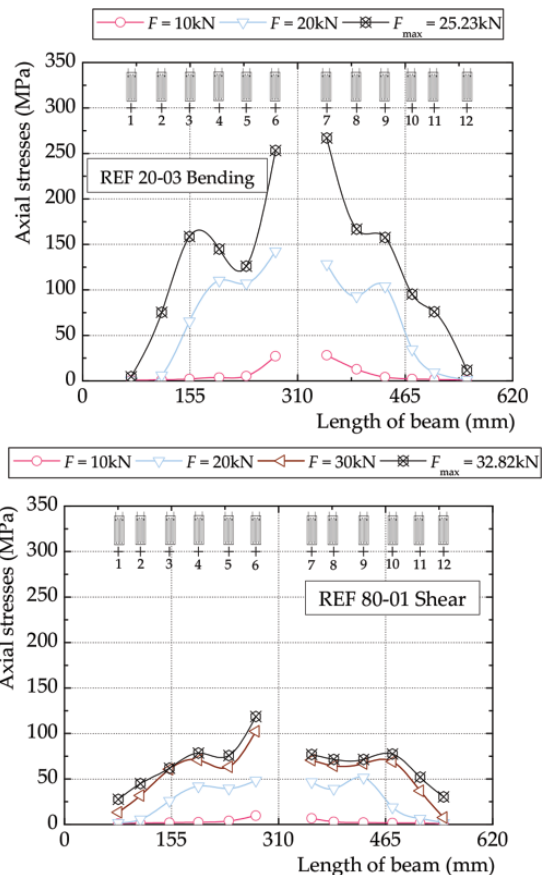 F = 10kN F = 20kN Fmax = 25.23kN
350
300
250
200
150
100
50
0
Axial stresses (MPa)
1 2 3 4 5 6 7 8 9 10 11 12
REF 20-03 Bending
0 155 310 465 620
Length of beam (mm)
F = 10kN F = 20kN F = 30kN Fmax = 32.82kN
350
300
250
200
150
100
50
0
Axial stresses (MPa)
1 2 3 4 5 6 7 8 9 10 11 12
REF 80-01 Shear
0 155 310 465 620
Length of beam (mm)